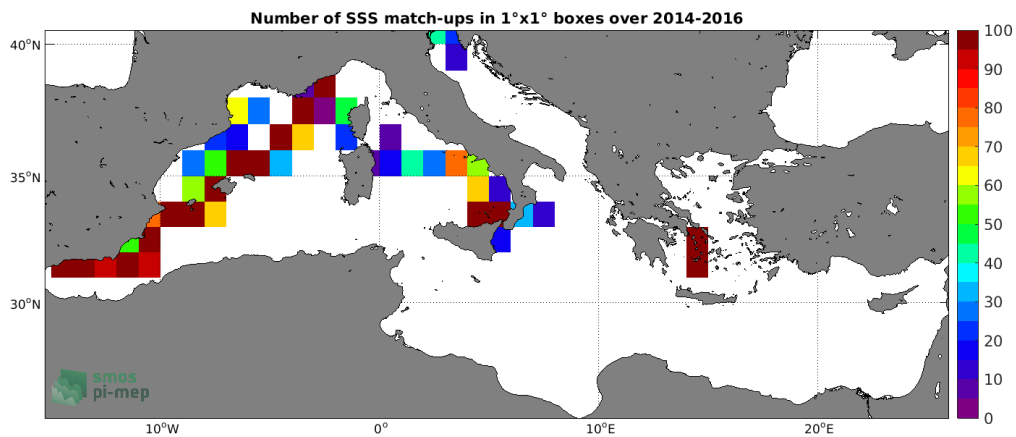 Number of SSS match-ups in 1°x1° boxes over 2014-2016
40°N
35°N
30°N
10°W
0°
10°E
20°E
100
90
80
70
60
50
40
30
20
10
0
smos
pi-mep